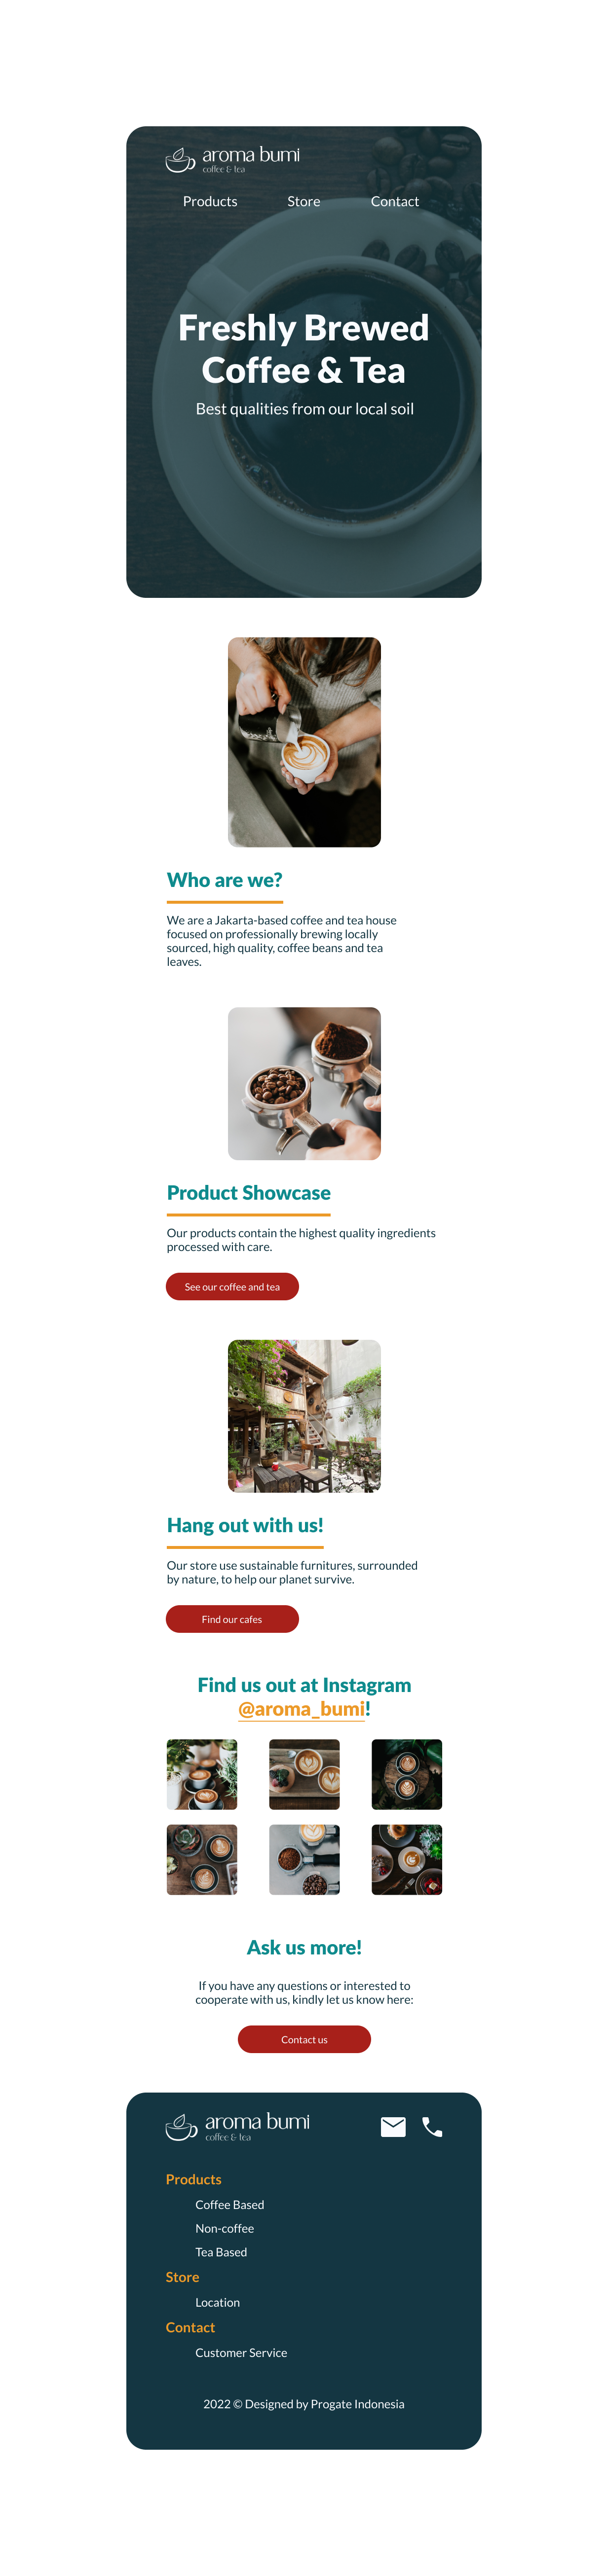 aroma bumi
coffee & tea
Products
Store
Contact
Freshly Brewed
Coffee & Tea
Best qualities from our local soil
Who are we?
We are a Jakarta-based coffee and tea house
focused on professionally brewing locally
sourced, high quality, coffee beans and tea
leaves.
Product Showcase
Our products contain the highest quality ingredients
processed with care.
See our coffee and tea
Hang out with us!
Our store use sustainable furnitures, surrounded
by nature, to help our planet survive.
Find our cafes
Find us out at Instagram
@aroma_bumi!
Ask us more!
If you have any questions or interested to
cooperate with us, kindly let us know here:
Contact us
aroma bumi
coffee & tea
Products
Coffee Based
Non-coffee
Tea Based
Store
Location
Contact
Customer Service
2022 © Designed by Progate Indonesia